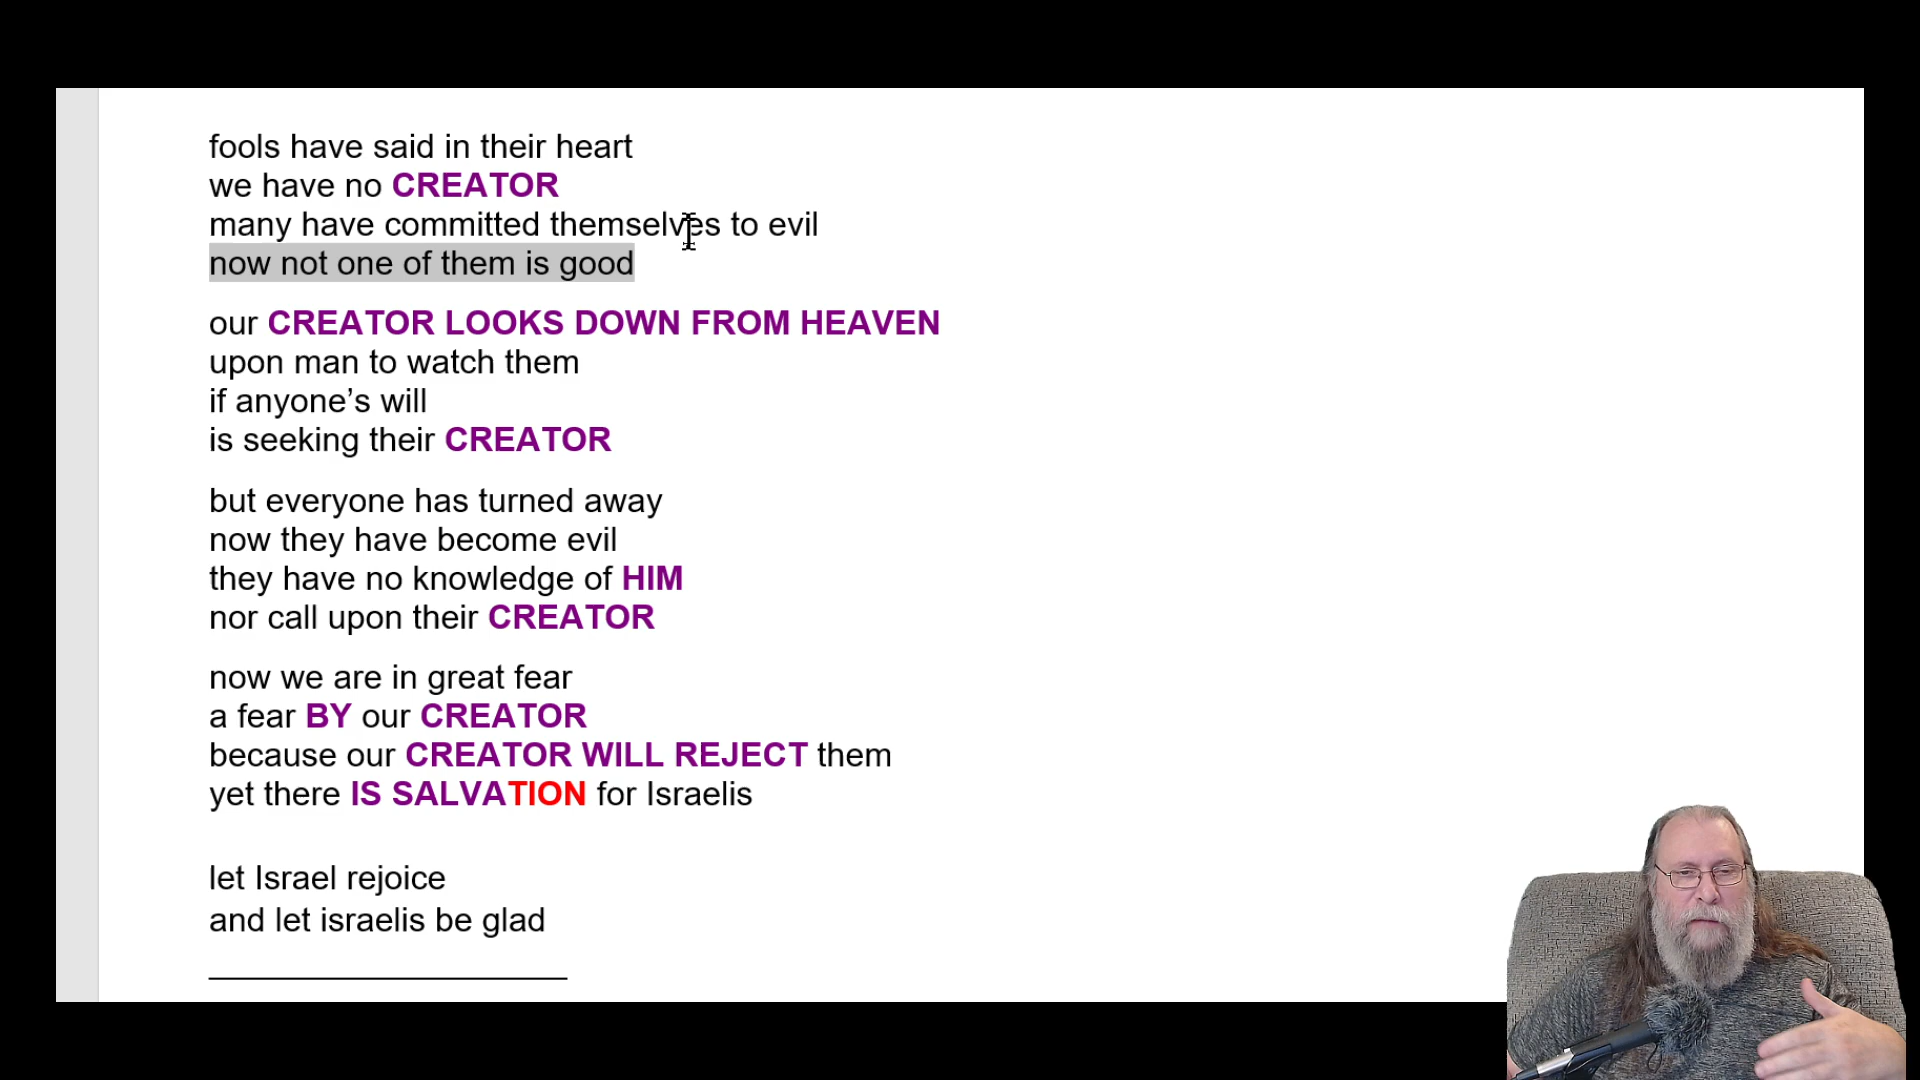 fools have said in their heart
we have no CREATOR
many have committed themselves to evil
now not one of them is good
our CREATOR LOOKS DOWN FROM HEAVEN
upon man to watch them
if anyone’s will
is seeking their CREATOR
but everyone has turned away
now they have become evil
they have no knowledge of HIM
nor call upon their CREATOR
now we are in great fear
a fear BY our CREATOR
because our CREATOR WILL REJECT them
yet there IS SALVATION for Israelis
let Israel rejoice
and let israelis be glad